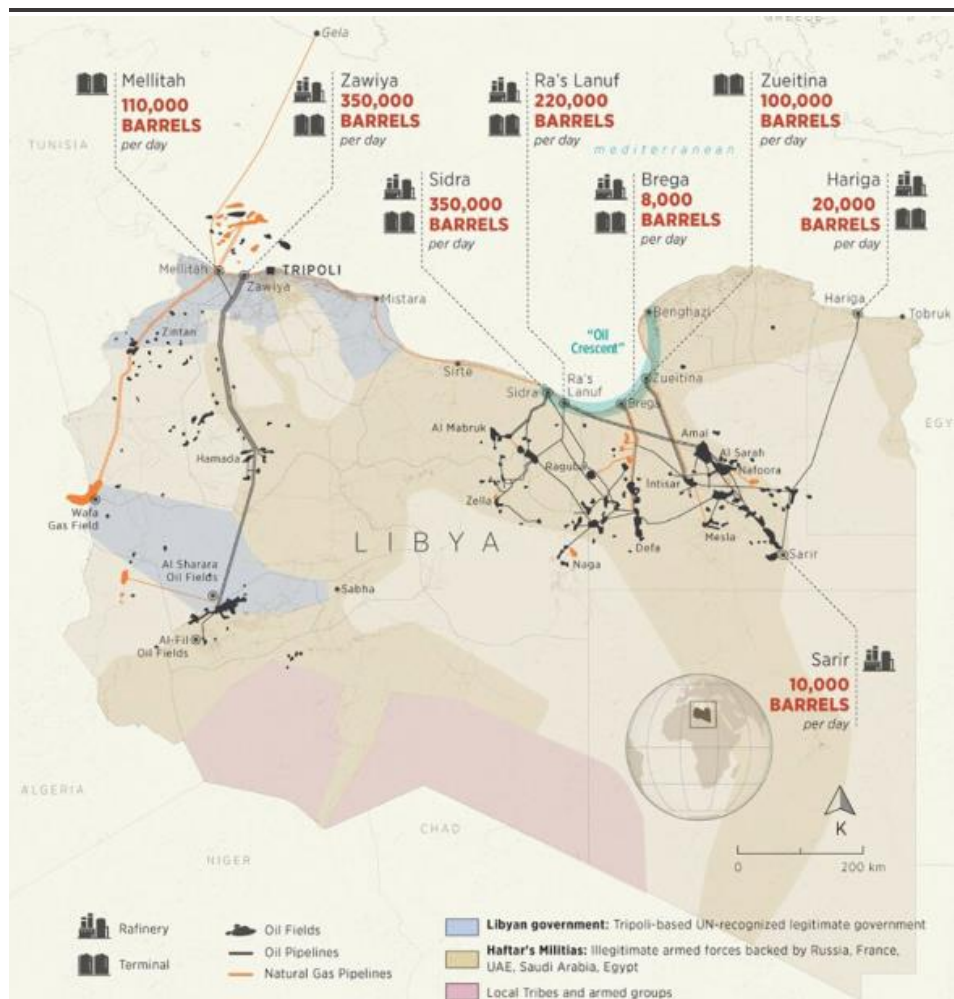 GREECE
Gela
Mellitah
110,000
BARRELS
per day
Zawiya
350,000
BARRELS
per day
Ra's Lanuf
220,000
BARRELS
per day
Zueitina
100,000
BARRELS
per day
TUNISIA
mediterranean
Sidra
350,000
BARRELS
per day
Brega
8,000
BARRELS
per day
Hariga
20,000
BARRELS
per day
Mellitah
TRIPOLI
Zawiya
Mistara
Zintan
Sirte
"Oil
Crescent"
Benghazi
Hariga
Tobruk
Sidra
Ra's
Lanuf
Zueitina
Brega
EGY
Al Mabruk
Amal
Al Sarah
Nafoora
Hamada
Raguba
Intisar
Zella
Wafa
Gas Field
LIBYA
Defa
Mesla
Sarir
Naga
Al Sharara
Oil Fields
Sabha
Al-Fil
Oil Fields
Sarir
10,000
BARRELS
per day
ALGERIA
CHAD
NIGER
K
0 200 km
Rafinery
Terminal
Oil Fields
Oil Pipelines
Natural Gas Pipelines
Libyan government: Tripoli-based UN-recognized legitimate government
Haftar's Militias: Illegitimate armed forces backed by Russia, France,
UAE, Saudi Arabia, Egypt
Local Tribes and armed groups